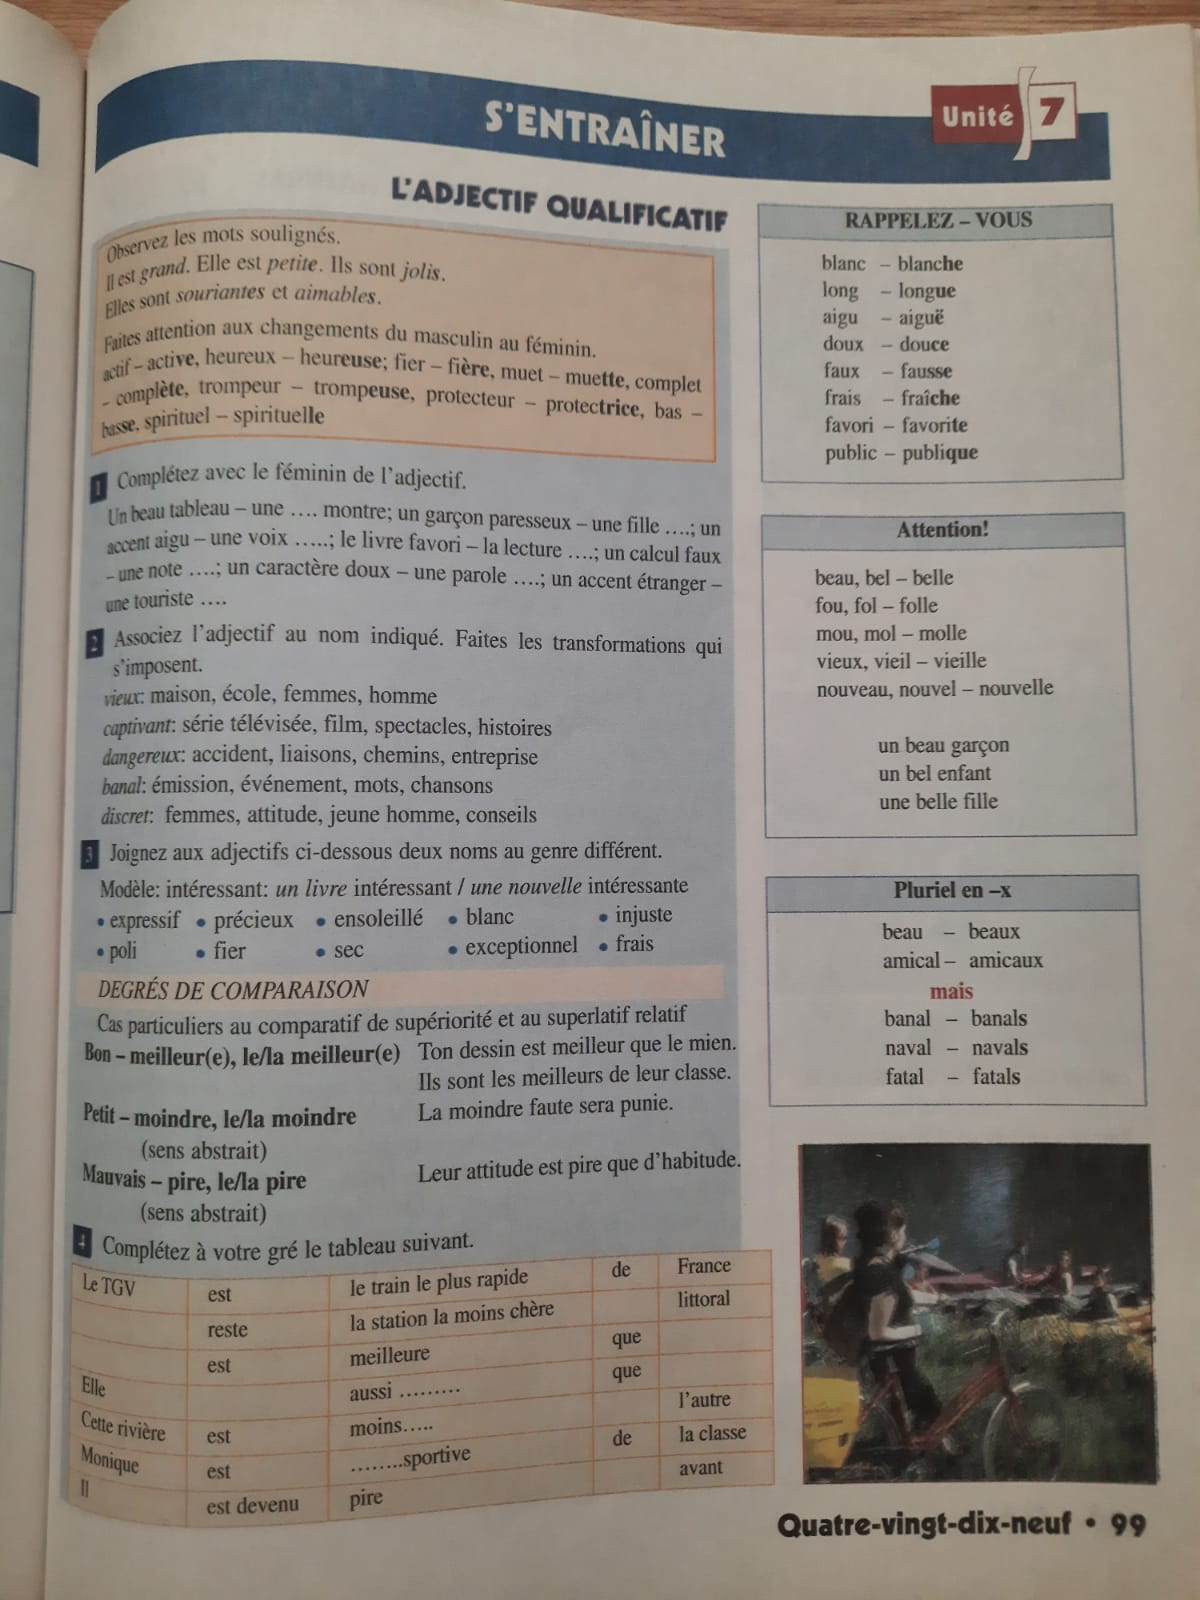 S'ENTRAÎNER
Unité 7
L'ADJECTIF QUALIFICATIF
Observez les mots soulignés.
Il est grand. Elle est petite. Ils sont jolis.
Elles sont souriantes et aimables.
Faites attention aux changements du masculin au féminin.
actif – active, heureux – heureuse; fier – fière, muet – muette, complet
– complète, trompeur – trompeuse, protecteur – protectrice, bas –
basse, spirituel – spirituelle
1 Complétez avec le féminin de l'adjectif.
Un beau tableau – une …. montre; un garçon paresseux – une fille ….; un
accent aigu – une voix …..; le livre favori – la lecture ….; un calcul faux
– une note ….; un caractère doux – une parole ….; un accent étranger –
une touriste ….
2 Associez l'adjectif au nom indiqué. Faites les transformations qui
s'imposent.
vieux: maison, école, femmes, homme
captivant: série télévisée, film, spectacles, histoires
dangereux: accident, liaisons, chemins, entreprise
banal: émission, événement, mots, chansons
discret: femmes, attitude, jeune homme, conseils
3 Joignez aux adjectifs ci-dessous deux noms au genre différent.
Modèle: intéressant: un livre intéressant / une nouvelle intéressante
• expressif • précieux • ensoleillé • blanc • injuste
• poli • fier • sec • exceptionnel • frais
DEGRÉS DE COMPARAISON
Cas particuliers au comparatif de supériorité et au superlatif relatif
Bon – meilleur(e), le/la meilleur(e) Ton dessin est meilleur que le mien.
Ils sont les meilleurs de leur classe.
Petit – moindre, le/la moindre La moindre faute sera punie.
(sens abstrait)
Mauvais – pire, le/la pire Leur attitude est pire que d'habitude.
(sens abstrait)
4 Complétez à votre gré le tableau suivant.
Le TGV est le train le plus rapide de France
reste la station la moins chère littoral
est meilleure que
Elle aussi ……… que
Cette rivière est moins….. l'autre
Monique est ……..sportive de la classe
Il est devenu pire avant
RAPPELEZ – VOUS
blanc – blanche
long – longue
aigu – aiguë
doux – douce
faux – fausse
frais – fraîche
favori – favorite
public – publique
Attention!
beau, bel – belle
fou, fol – folle
mou, mol – molle
vieux, vieil – vieille
nouveau, nouvel – nouvelle
un beau garçon
un bel enfant
une belle fille
Pluriel en –x
beau – beaux
amical – amicaux
mais
banal – banals
naval – navals
fatal – fatals
Quatre-vingt-dix-neuf • 99